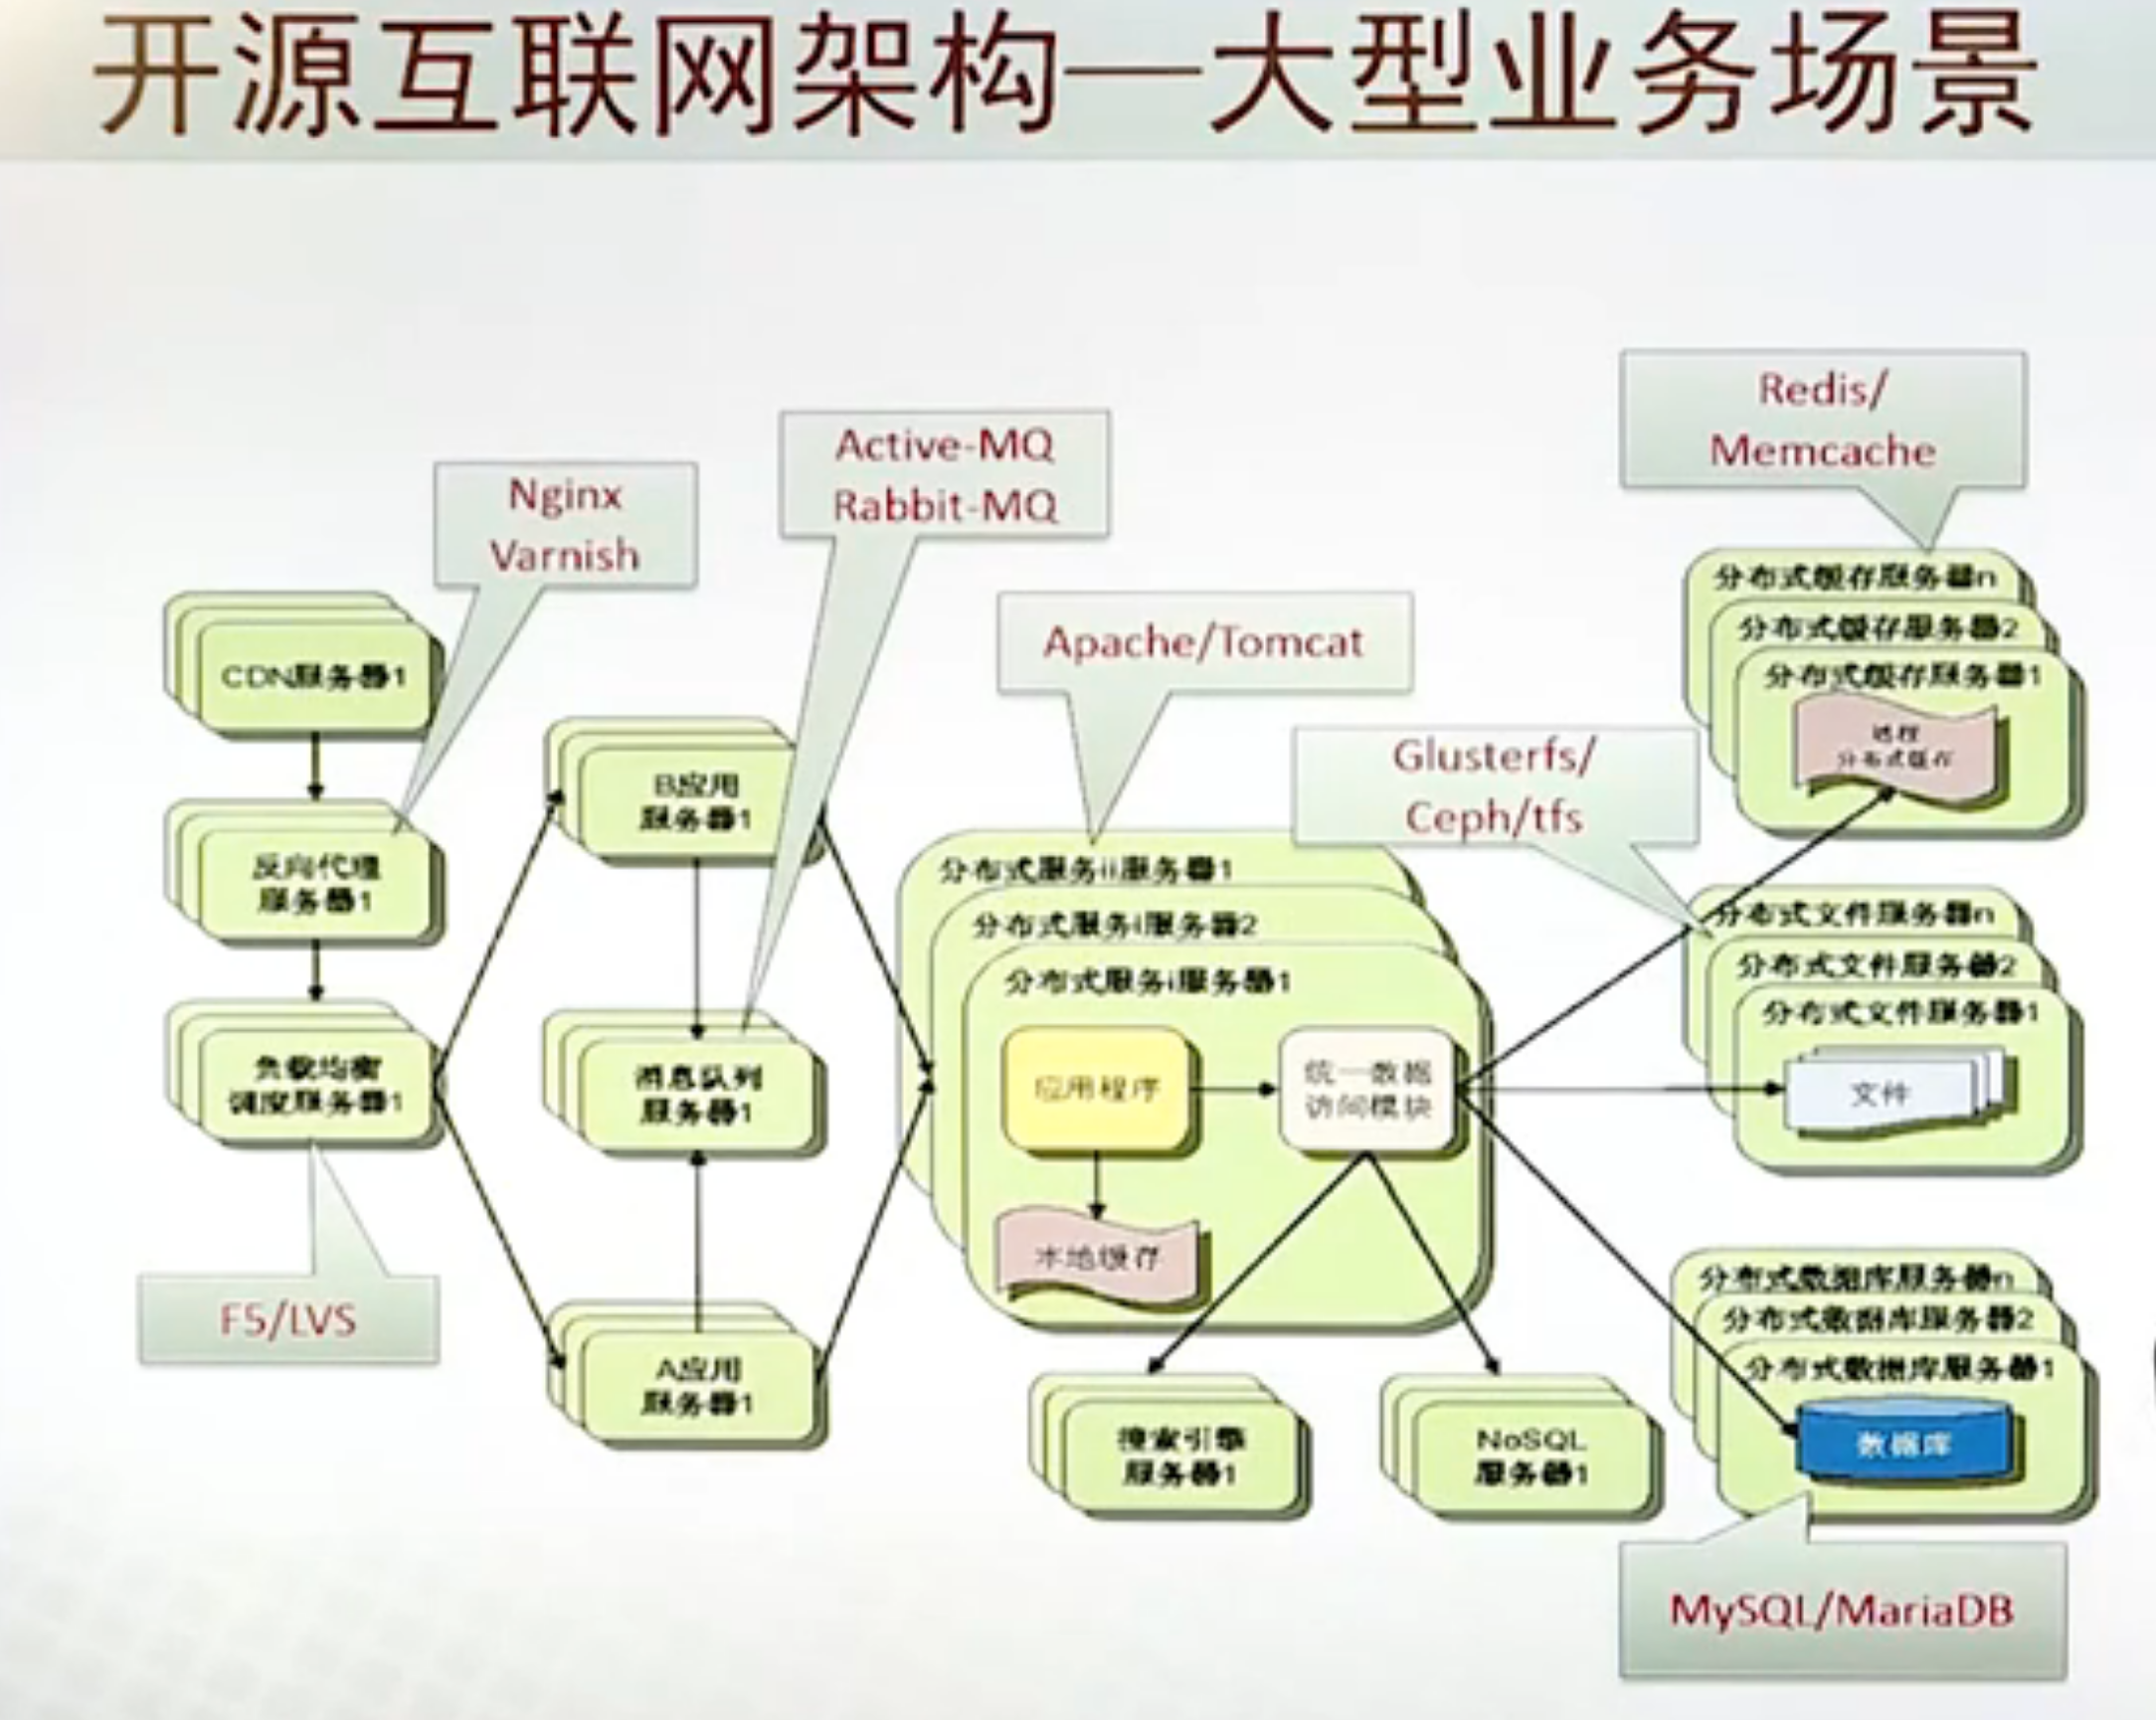 开源互联网架构—大型业务场景
Redis/
Memcache
Active-MQ
Rabbit-MQ
Nginx
Varnish
Apache/Tomcat
Glusterfs/
Ceph/tfs
CDN服务器1
反向代理
服务器1
负载均衡
调度服务器1
F5/LVS
B应用
服务器1
消息队列
服务器1
A应用
服务器1
分布式服务ii服务器1
分布式服务i服务器2
分布式服务i服务器1
应用程序
统一数据
访问模块
本地缓存
搜索引擎
服务器1
NoSQL
服务器1
分布式缓存服务器n
分布式缓存服务器2
分布式缓存服务器1
远程
分布式缓存
分布式文件服务器n
分布式文件服务器2
分布式文件服务器1
文件
分布式数据库服务器n
分布式数据库服务器2
分布式数据库服务器1
数据库
MySQL/MariaDB